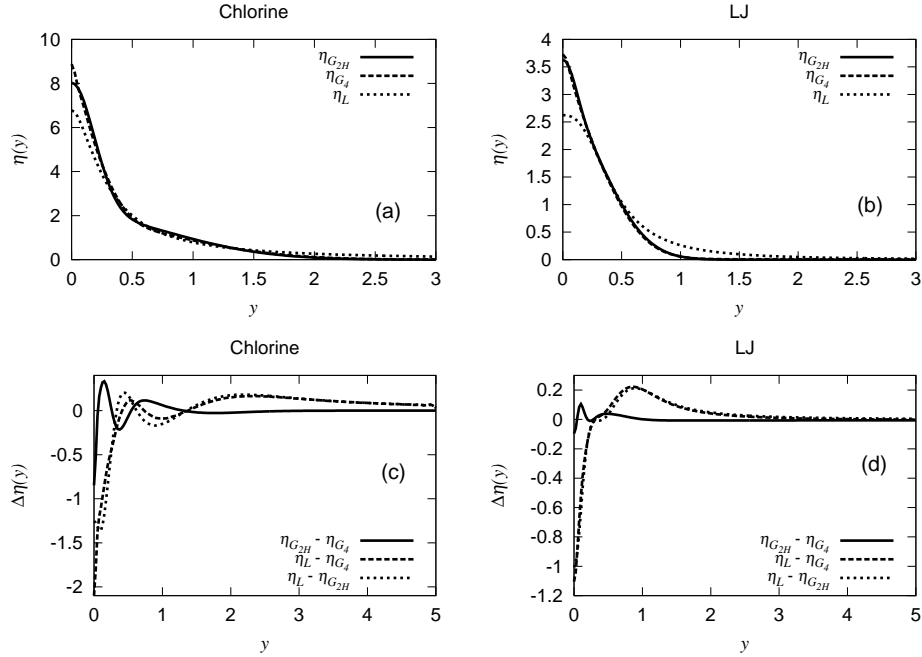 Chlorine
10
8
6
4
2
0
η(y)
η_{G_{2H}}
η_{G_4}
η_L
(a)
0 0.5 1 1.5 2 2.5 3
y
LJ
4
3.5
3
2.5
2
1.5
1
0.5
0
η(y)
η_{G_{2H}}
η_{G_4}
η_L
(b)
0 0.5 1 1.5 2 2.5 3
y
Chlorine
0
-0.5
-1
-1.5
-2
Δη(y)
(c)
η_{G_{2H}} - η_{G_4}
η_L - η_{G_4}
η_L - η_{G_{2H}}
0 1 2 3 4 5
y
LJ
0.2
0
-0.2
-0.4
-0.6
-0.8
-1
-1.2
Δη(y)
(d)
η_{G_{2H}} - η_{G_4}
η_L - η_{G_4}
η_L - η_{G_{2H}}
0 1 2 3 4 5
y